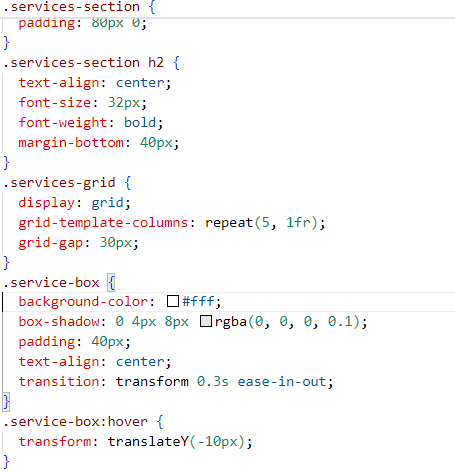 .services-section {
padding: 80px 0;
}
.services-section h2 {
text-align: center;
font-size: 32px;
font-weight: bold;
margin-bottom: 40px;
}
.services-grid {
display: grid;
grid-template-columns: repeat(5, 1fr);
grid-gap: 30px;
}
.service-box {
background-color: #fff;
box-shadow: 0 4px 8px rgba(0, 0, 0, 0.1);
padding: 40px;
text-align: center;
transition: transform 0.3s ease-in-out;
}
.service-box:hover {
transform: translateY(-10px);
}